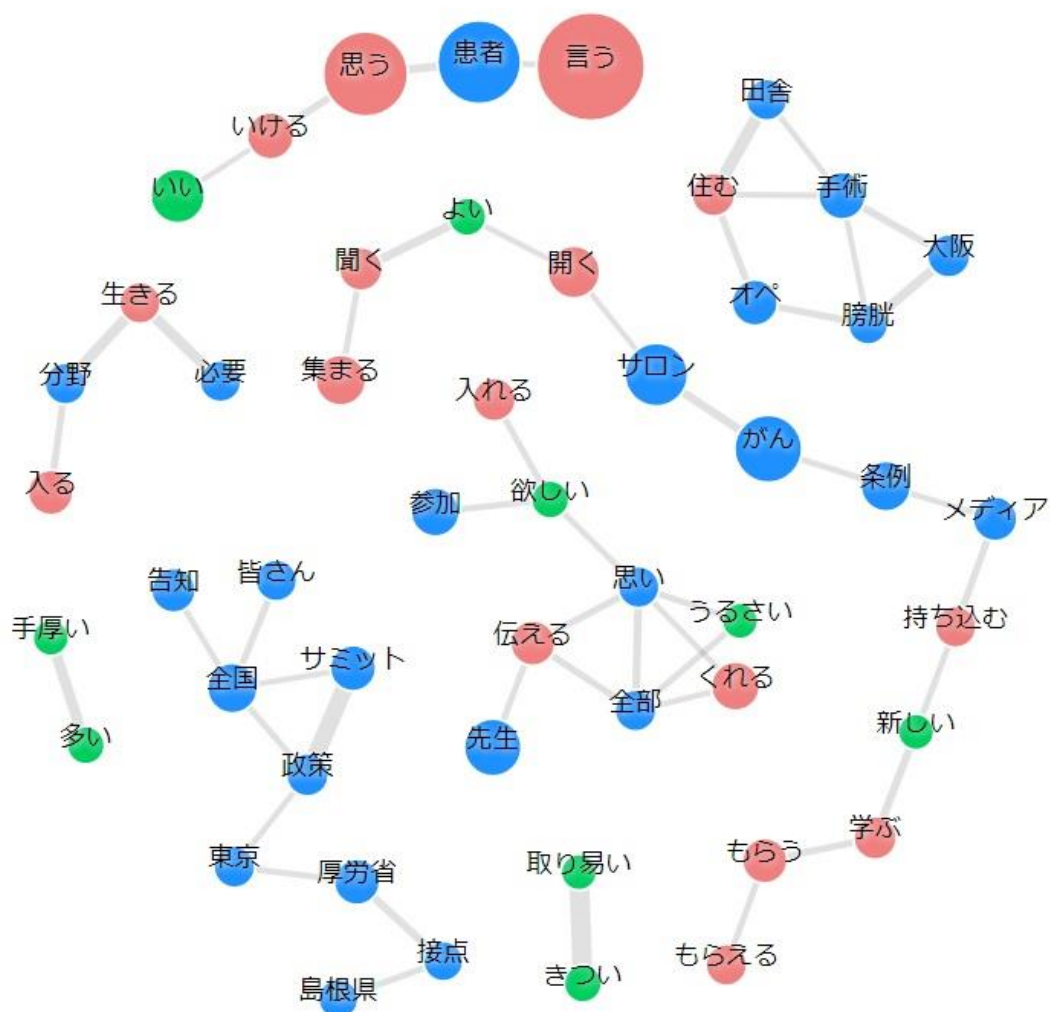 思う
患者
言う
いける
いい
田舎
住む
手術
大阪
オペ
膀胱
よい
聞く
開く
集まる
サロン
がん
条例
メディア
持ち込む
新しい
学ぶ
もらう
もらえる
生きる
分野
必要
入る
入れる
参加
欲しい
思い
うるさい
伝える
くれる
全部
先生
告知
皆さん
全国
サミット
政策
東京
厚労省
接点
島根県
手厚い
多い
取り易い
きつい